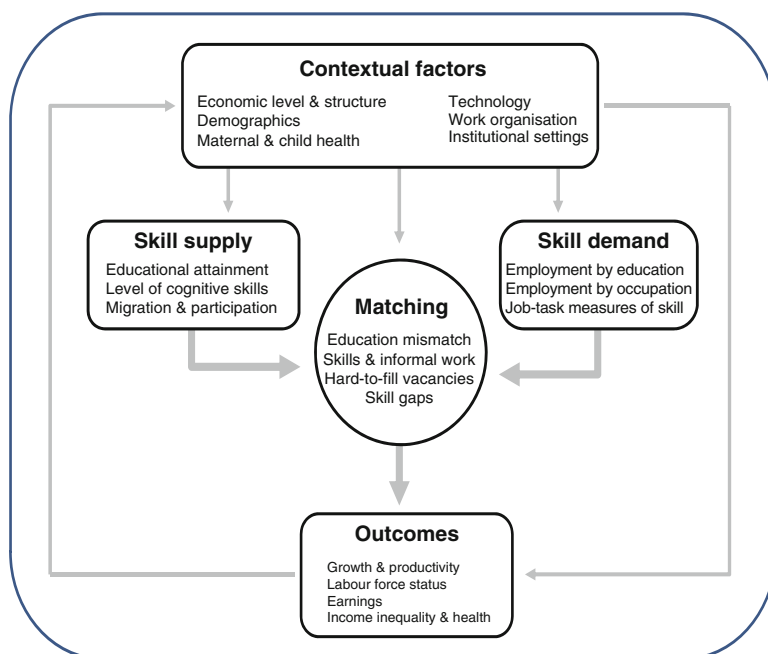 Contextual factors
Economic level & structure
Demographics
Maternal & child health
Technology
Work organisation
Institutional settings
Skill supply
Educational attainment
Level of cognitive skills
Migration & participation
Skill demand
Employment by education
Employment by occupation
Job-task measures of skill
Matching
Education mismatch
Skills & informal work
Hard-to-fill vacancies
Skill gaps
Outcomes
Growth & productivity
Labour force status
Earnings
Income inequality & health